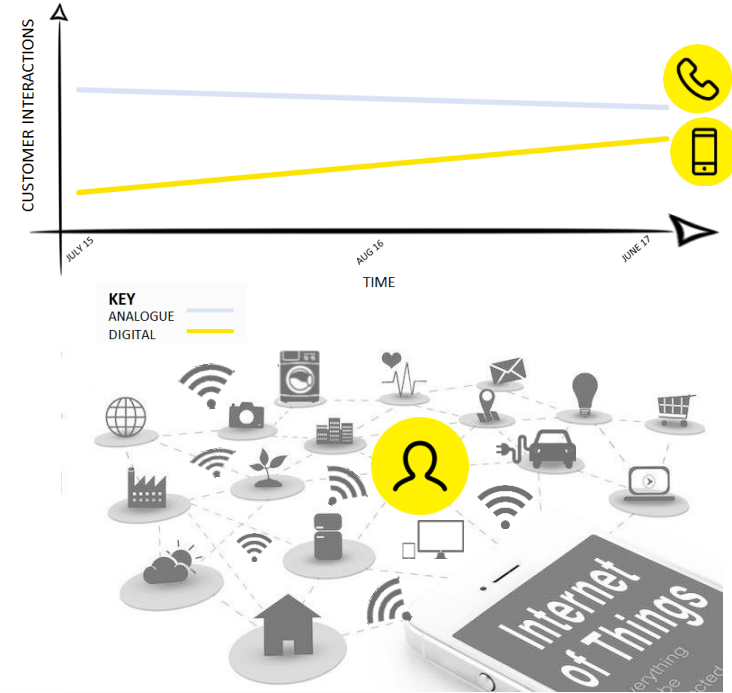 CUSTOMER INTERACTIONS
JULY 15
AUG 16
JUNE 17
TIME
KEY
ANALOGUE
DIGITAL
Internet
of Things